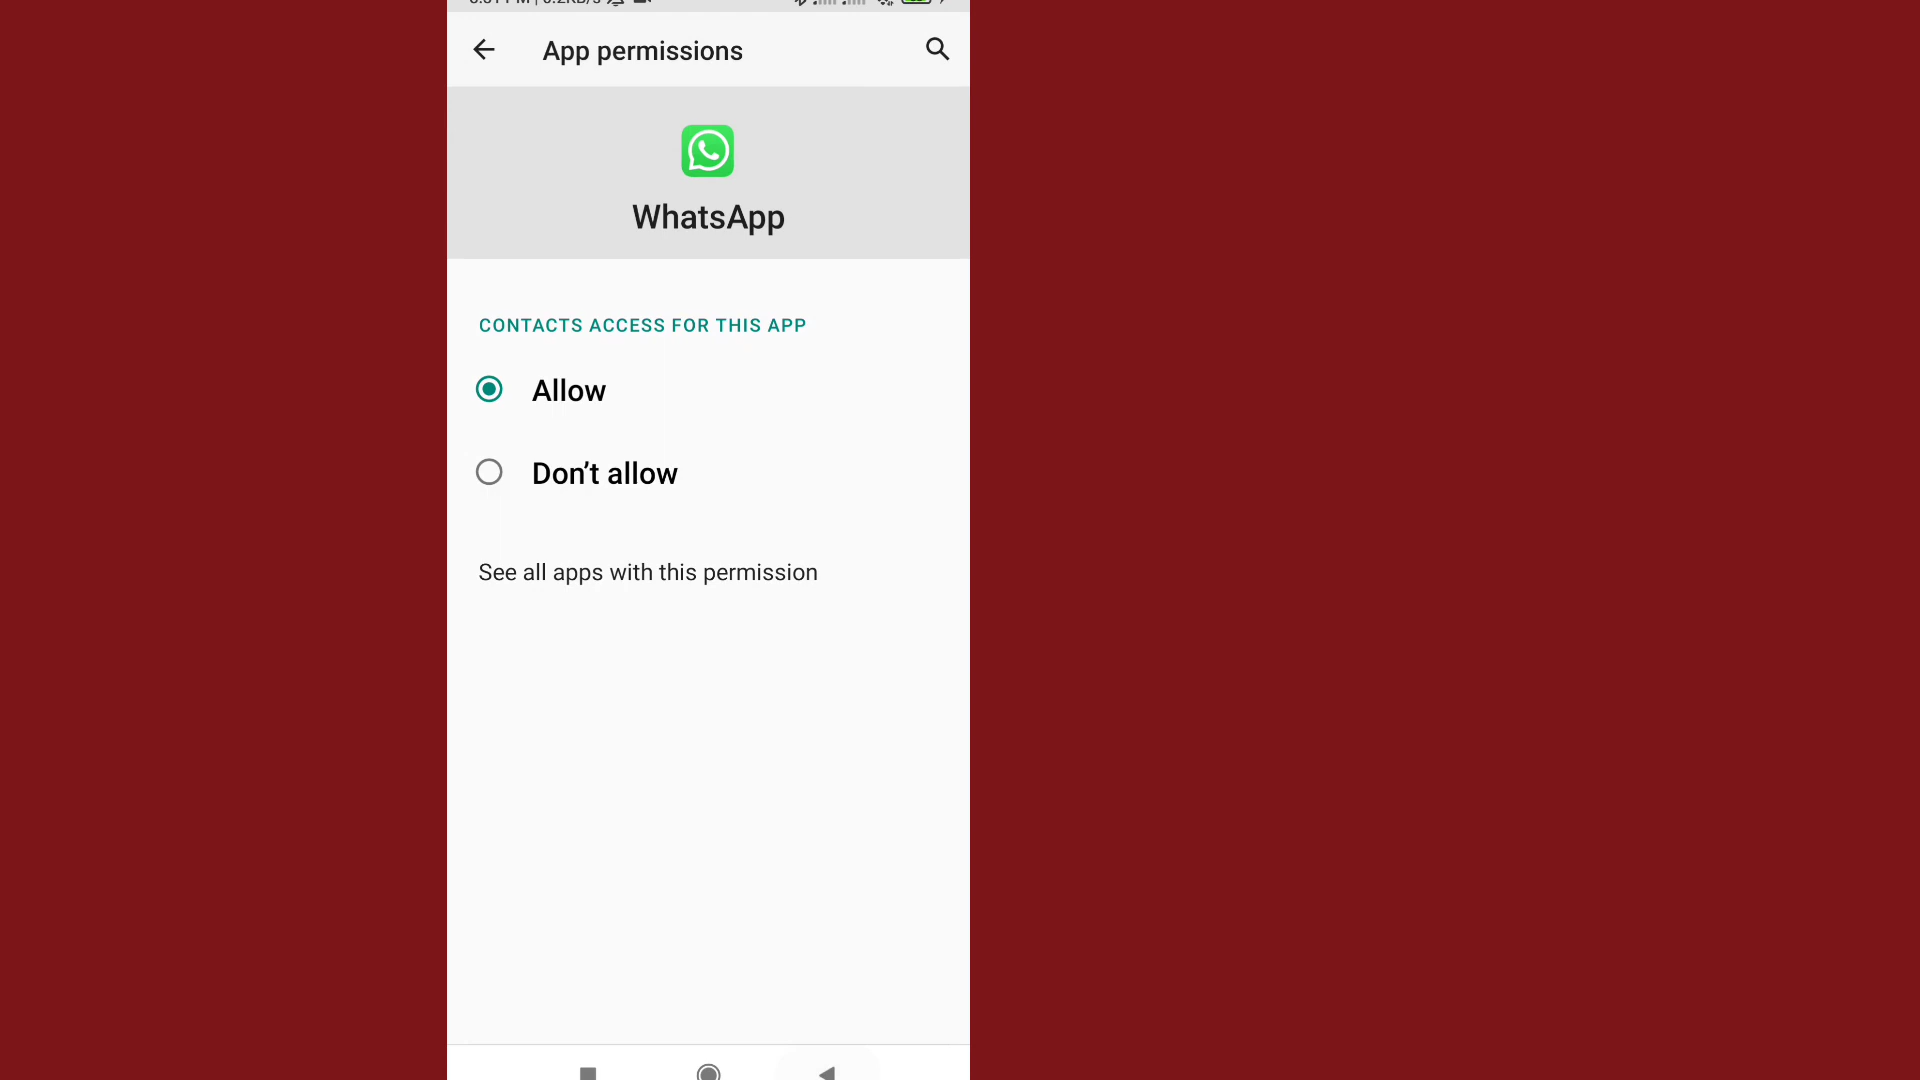 App permissions
WhatsApp
CONTACTS ACCESS FOR THIS APP
Allow
Don’t allow
See all apps with this permission